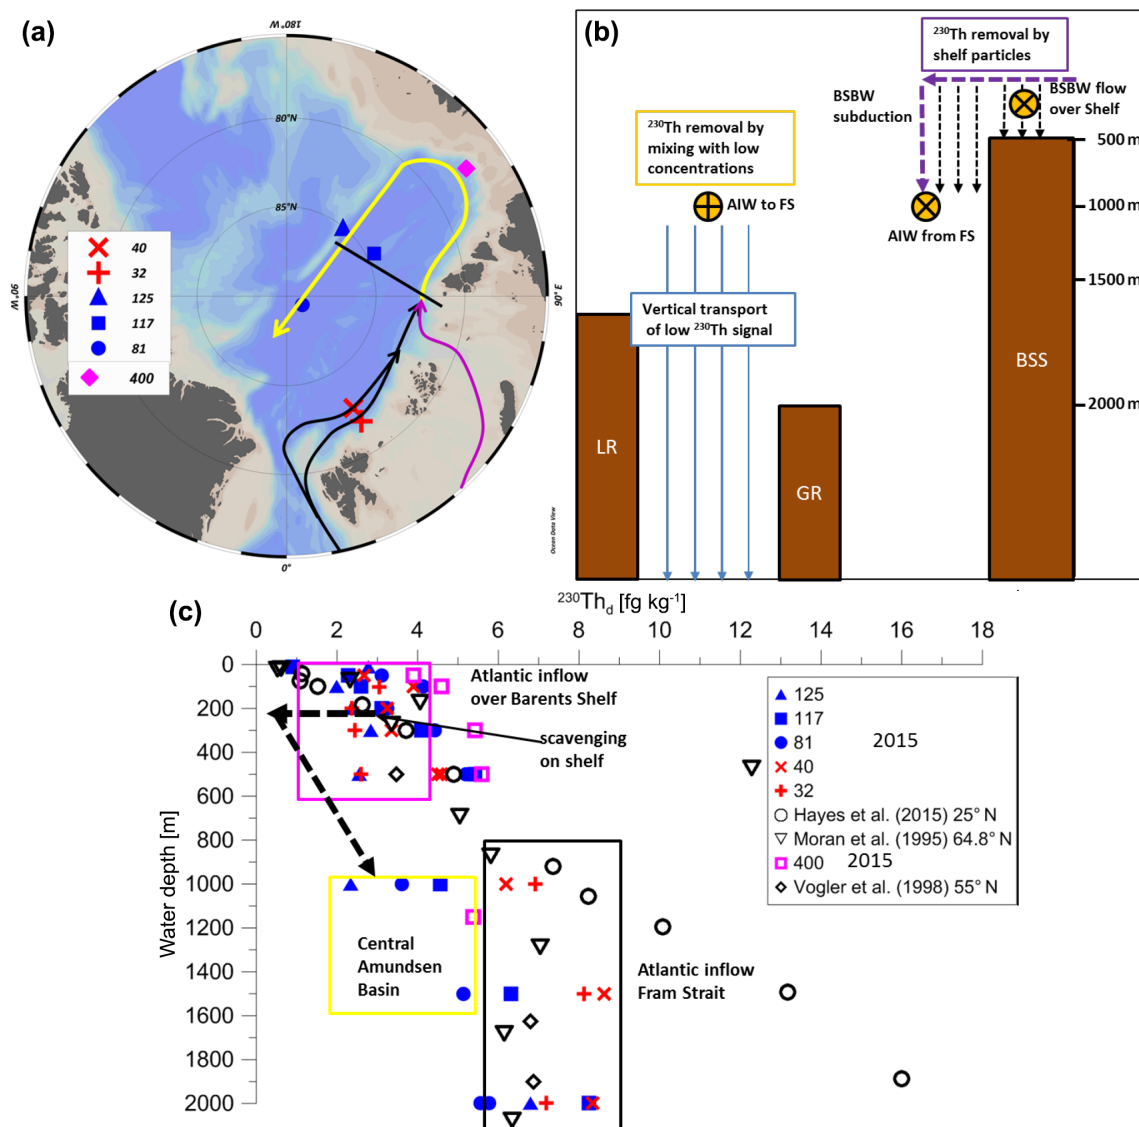 (a)
180°W
80°N
85°N
90°W
90° E
0°
40
32
125
117
81
400
Ocean Data View
(b)
²³⁰Th removal by
shelf particles
BSBW
subduction
BSBW flow
over Shelf
²³⁰Th removal by
mixing with low
concentrations
AIW to FS
AIW from FS
Vertical transport
of low ²³⁰Th signal
500 m
1000 m
1500 m
2000 m
LR
GR
BSS
(c)
²³⁰Th_d [fg kg⁻¹]
0 2 4 6 8 10 12 14 16 18
Water depth [m]
0
200
400
600
800
1000
1200
1400
1600
1800
2000
Atlantic inflow
over Barents Shelf
scavenging
on shelf
Central
Amundsen
Basin
Atlantic inflow
Fram Strait
125
117
81 2015
40
32
Hayes et al. (2015) 25° N
Moran et al. (1995) 64.8° N
400 2015
Vogler et al. (1998) 55° N